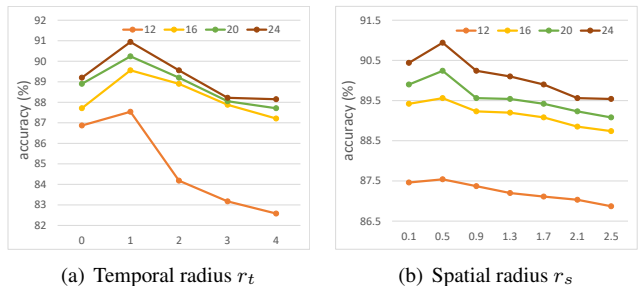 12 16 20 24
92
91
90
89
88
87
86
85
84
83
82
accuracy (%)
0 1 2 3 4
(a) Temporal radius r_t
12 16 20 24
91.5
90.5
89.5
88.5
87.5
86.5
accuracy (%)
0.1 0.5 0.9 1.3 1.7 2.1 2.5
(b) Spatial radius r_s